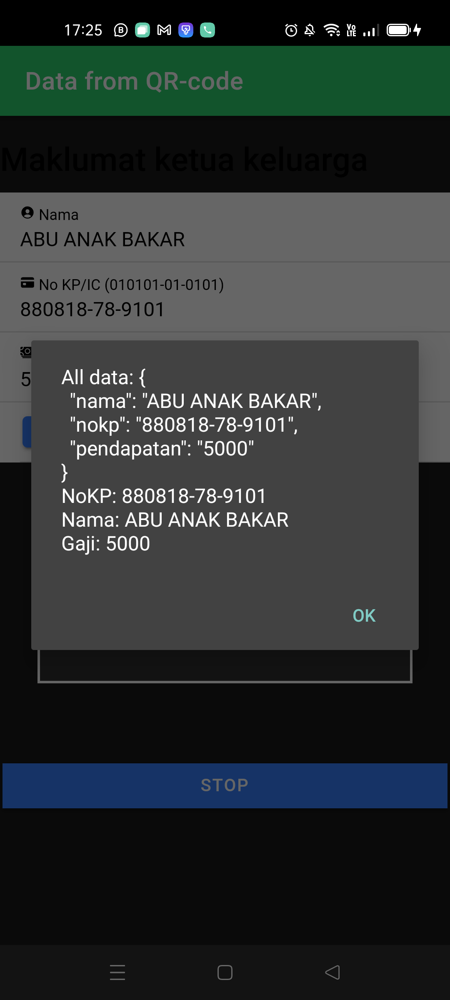 17:25
Vo
LTE
Data from QR-code
Maklumat ketua keluarga
Nama
ABU ANAK BAKAR
No KP/IC (010101-01-0101)
880818-78-9101
5
All data: {
"nama": "ABU ANAK BAKAR",
"nokp": "880818-78-9101",
"pendapatan": "5000"
}
NoKP: 880818-78-9101
Nama: ABU ANAK BAKAR
Gaji: 5000
OK
STOP